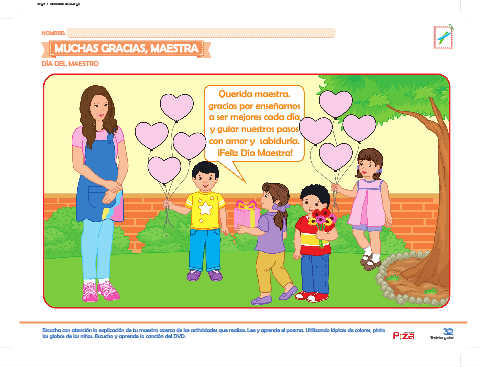 NOMBRE:
MUCHAS GRACIAS, MAESTRA
DÍA DEL MAESTRO
Querida maestra,
gracias por enseñarnos
a ser mejores cada día
y guiar nuestros pasos
con amor y sabiduría.
¡Feliz Día Maestra!
Escucha con atención la explicación de tu maestra acerca de las actividades que realiza. Lee y aprende el poema. Utilizando lápices de colores, pinta
los globos de los niños. Escucha y aprende la canción del DVD.
32